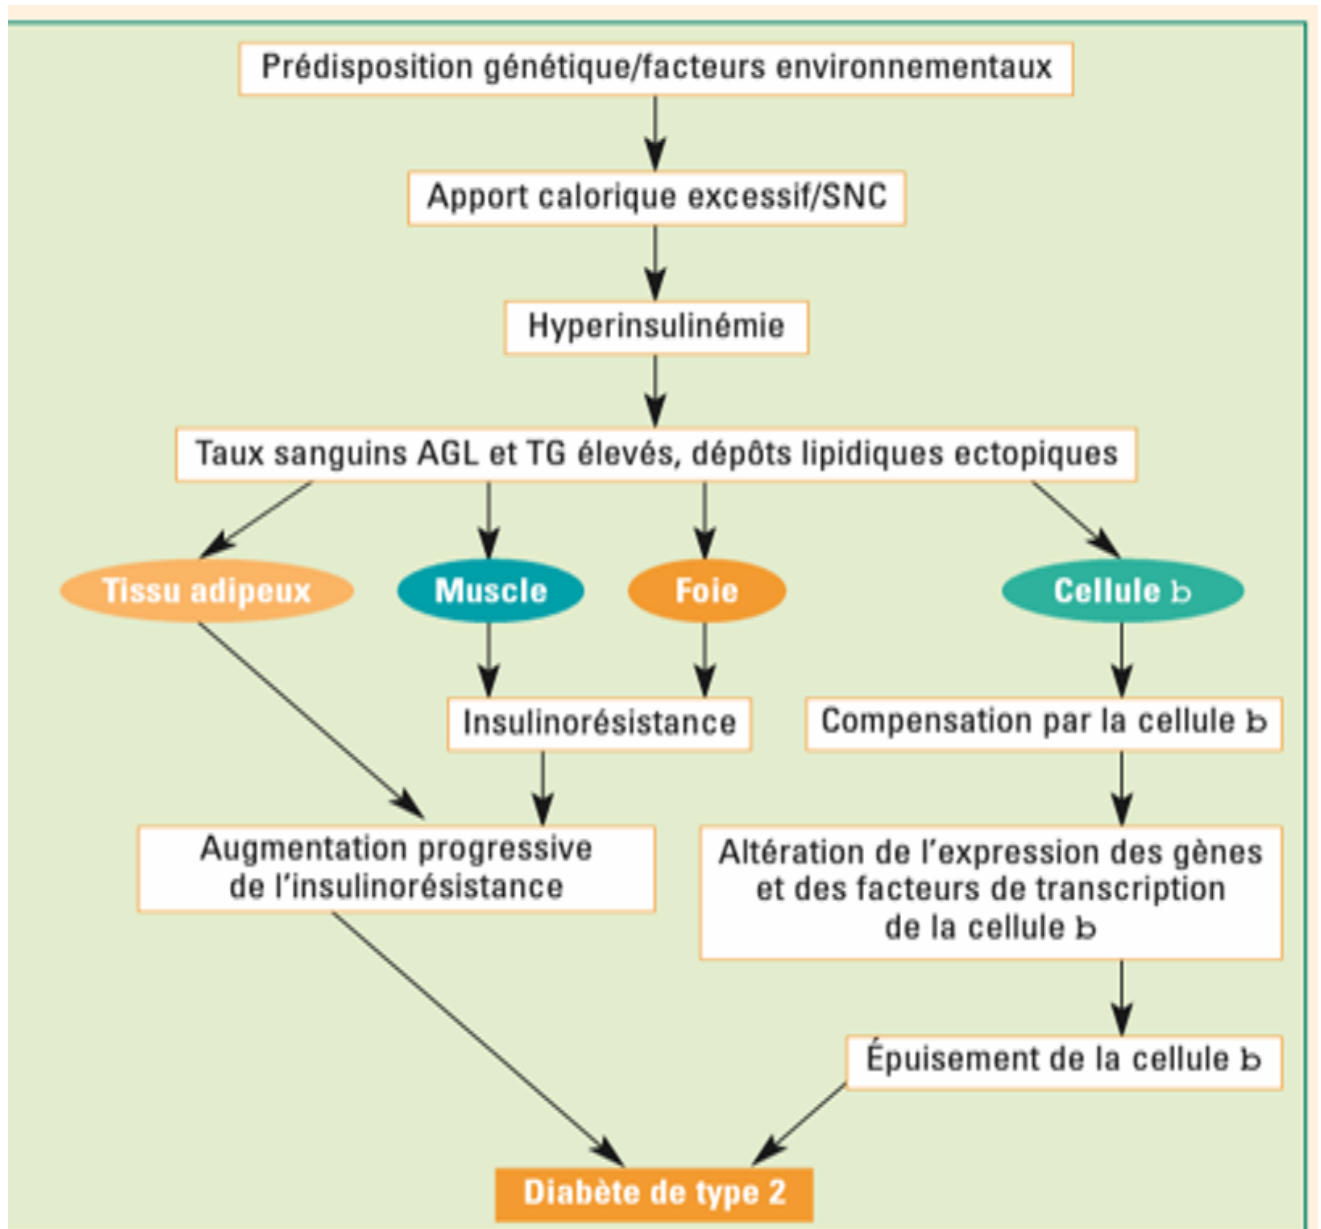 Prédisposition génétique/facteurs environnementaux
Apport calorique excessif/SNC
Hyperinsulinémie
Taux sanguins AGL et TG élevés, dépôts lipidiques ectopiques
Tissu adipeux
Muscle
Foie
Cellule b
Insulinorésistance
Compensation par la cellule b
Augmentation progressive
de l’insulinorésistance
Altération de l’expression des gènes
et des facteurs de transcription
de la cellule b
Épuisement de la cellule b
Diabète de type 2